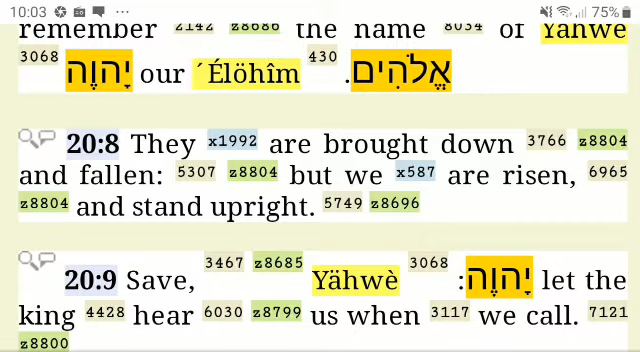 10:03 ... 75%
remember 2142 z8686 the name 8034 of Yähwè
3068 יָהוֶה our ´Élöhîm 430 אֱלֹהִים.
20:8 They x1992 are brought down 3766 z8804
and fallen: 5307 z8804 but we x587 are risen, 6965
z8804 and stand upright. 5749 z8696
20:9 Save, 3467 z8685 Yähwè 3068 יָהוֶה: let the
king 4428 hear 6030 z8799 us when 3117 we call. 7121
z8800